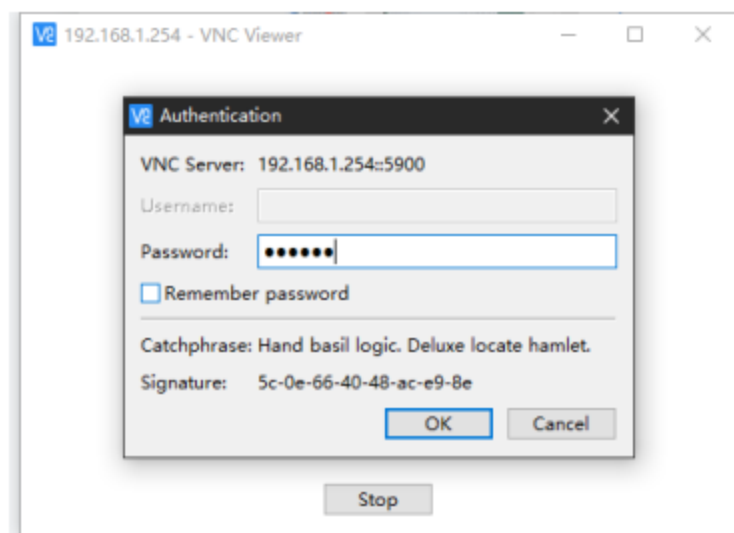 192.168.1.254 - VNC Viewer
Authentication
VNC Server: 192.168.1.254::5900
Username:
Password: ●●●●●●
Remember password
Catchphrase: Hand basil logic. Deluxe locate hamlet.
Signature: 5c-0e-66-40-48-ac-e9-8e
OK Cancel
Stop